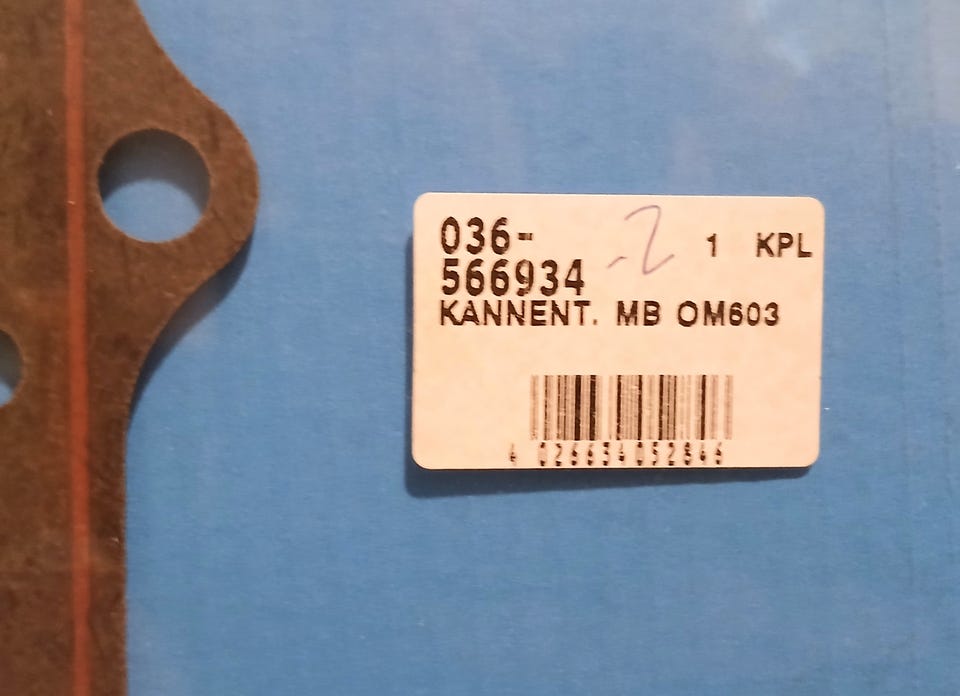 036- -2 1 KPL
566934
KANNENT. MB OM603
4 026634 052846